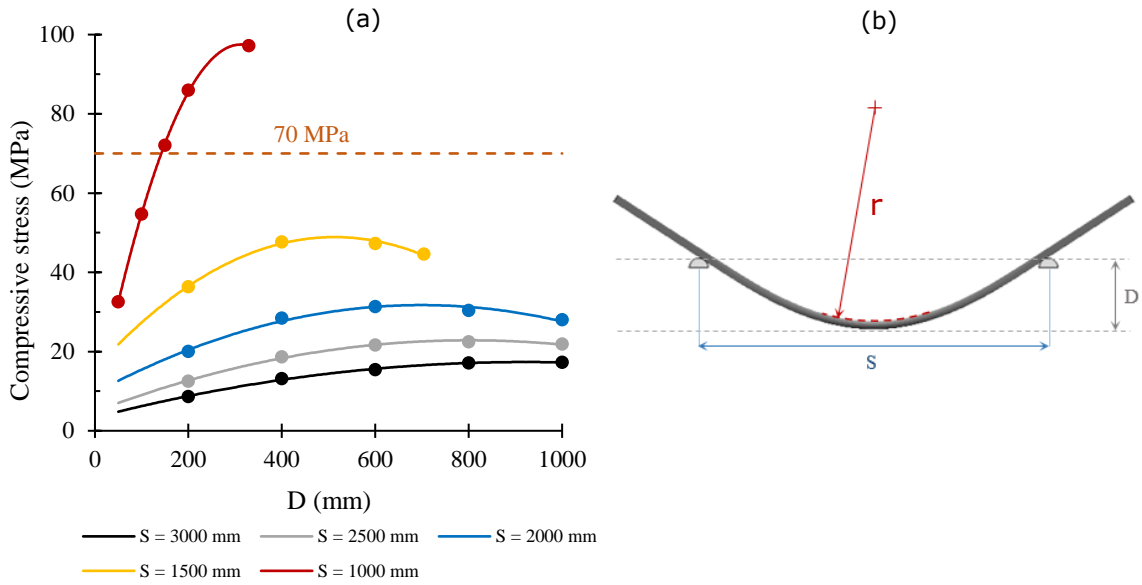 (a)
Compressive stress (MPa)
100
80
60
40
20
0
70 MPa
0 200 400 600 800 1000
D (mm)
S = 3000 mm S = 2500 mm S = 2000 mm
S = 1500 mm S = 1000 mm
(b)
r
D
S